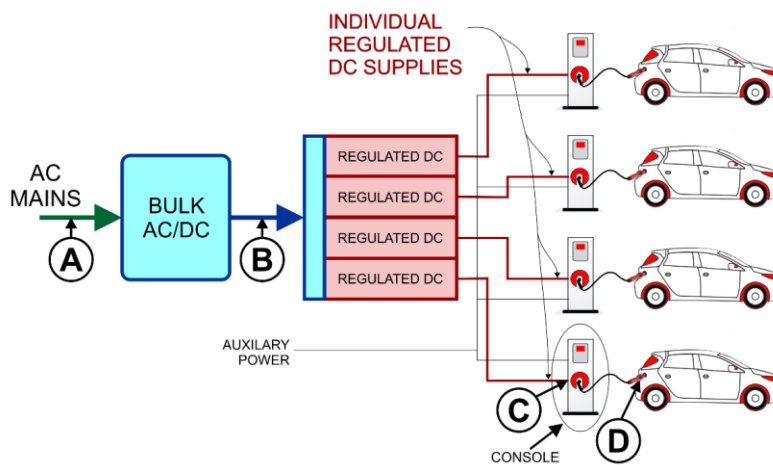 INDIVIDUAL
REGULATED
DC SUPPLIES
AC
MAINS
BULK
AC/DC
REGULATED DC
REGULATED DC
REGULATED DC
REGULATED DC
A
B
AUXILARY
POWER
C
D
CONSOLE